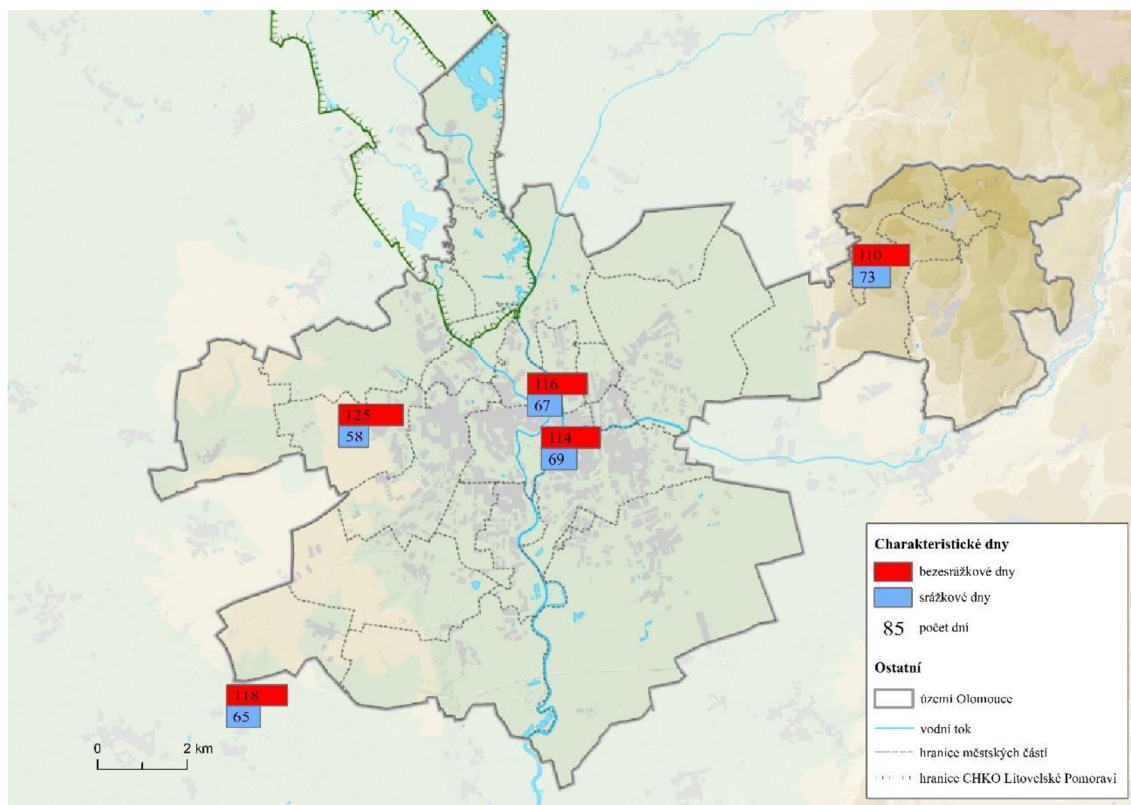 110
73
116
67
125
58
114
69
118
65
0 2 km
Charakteristické dny
bezesrážkové dny
srážkové dny
85 počet dní
Ostatní
území Olomouce
vodní tok
hranice městských částí
hranice CHKO Litovelské Pomoraví